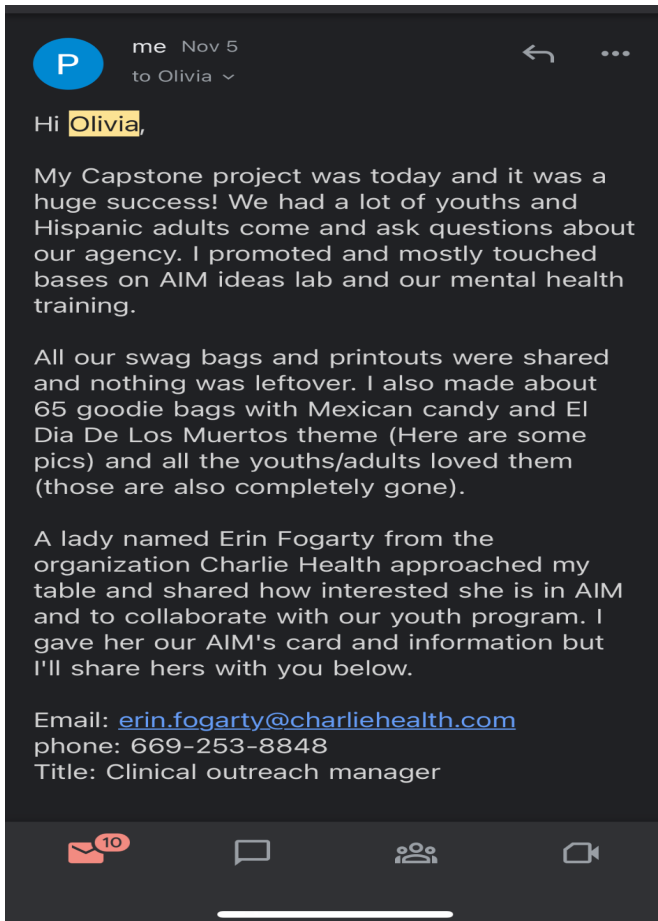 P
me Nov 5
to Olivia
Hi Olivia,
My Capstone project was today and it was a
huge success! We had a lot of youths and
Hispanic adults come and ask questions about
our agency. I promoted and mostly touched
bases on AIM ideas lab and our mental health
training.
All our swag bags and printouts were shared
and nothing was leftover. I also made about
65 goodie bags with Mexican candy and El
Dia De Los Muertos theme (Here are some
pics) and all the youths/adults loved them
(those are also completely gone).
A lady named Erin Fogarty from the
organization Charlie Health approached my
table and shared how interested she is in AIM
and to collaborate with our youth program. I
gave her our AIM's card and information but
I'll share hers with you below.
Email: erin.fogarty@charliehealth.com
phone: 669-253-8848
Title: Clinical outreach manager
10